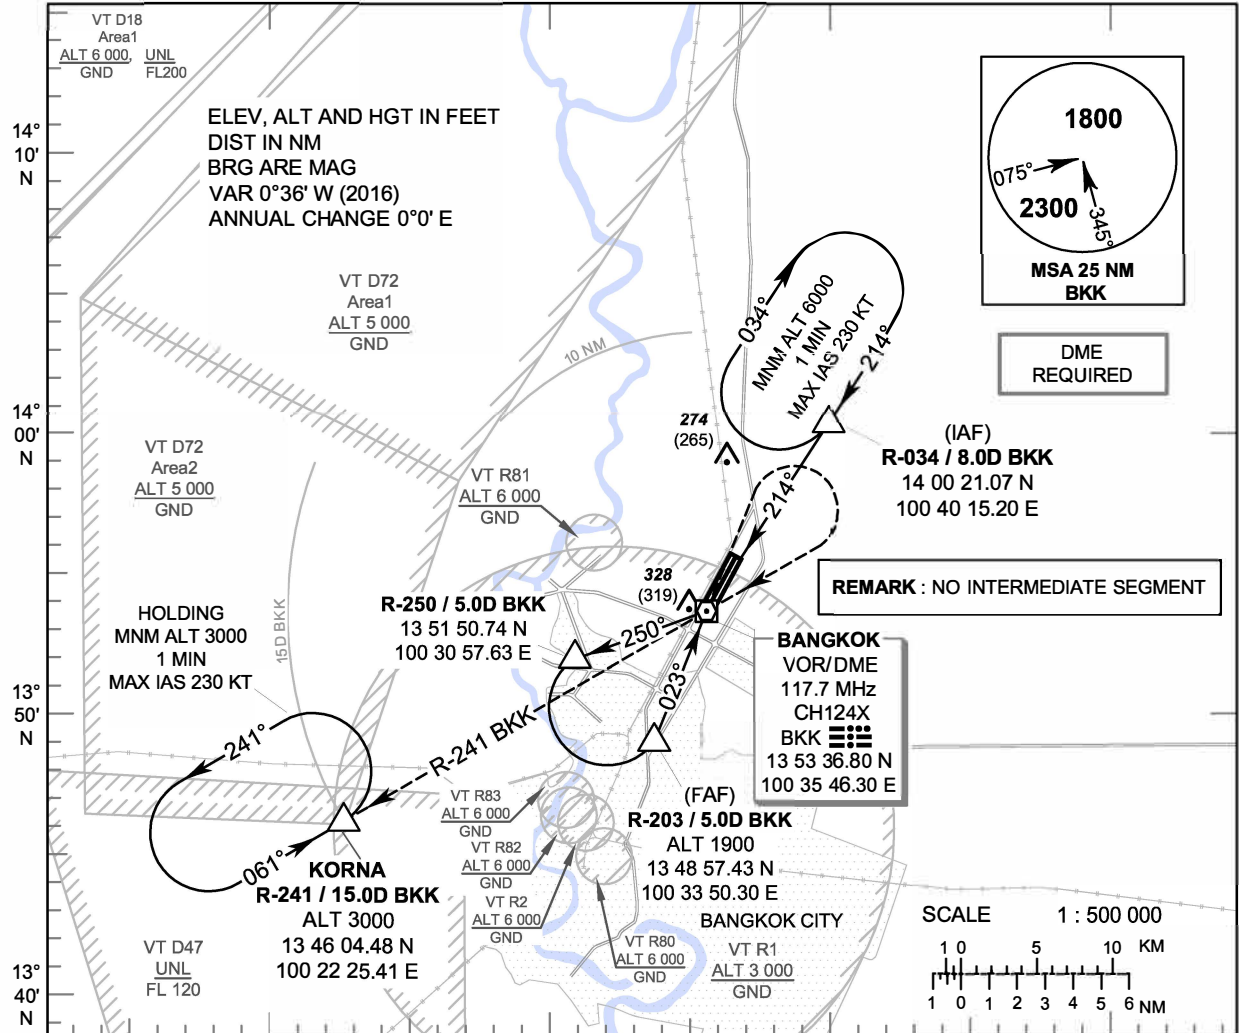 VT D18
Area1
ALT 6 000, UNL
GND FL200
14°
10'
N
ELEV, ALT AND HGT IN FEET
DIST IN NM
BRG ARE MAG
VAR 0°36' W (2016)
ANNUAL CHANGE 0°0' E
1800
075°
2300
345°
MSA 25 NM
BKK
DME
REQUIRED
VT D72
Area1
ALT 5 000
GND
10 NM
034°
MNM ALT 6000
1 MIN
MAX IAS 230 KT
214°
14°
00'
N
274
(265)
(IAF)
R-034 / 8.0D BKK
14 00 21.07 N
100 40 15.20 E
VT D72
Area2
ALT 5 000
GND
VT R81
ALT 6 000
GND
214°
REMARK : NO INTERMEDIATE SEGMENT
328
(319)
R-250 / 5.0D BKK
13 51 50.74 N
100 30 57.63 E
250°
HOLDING
MNM ALT 3000
1 MIN
MAX IAS 230 KT
15 D BKK
BANGKOK
VOR/DME
117.7 MHz
CH124X
BKK
13 53 36.80 N
100 35 46.30 E
023°
13°
50'
N
241°
R-241 BKK
VT R83
ALT 6 000
GND
(FAF)
R-203 / 5.0D BKK
ALT 1900
13 48 57.43 N
100 33 50.30 E
VT R82
ALT 6 000
GND
061°
KORNA
R-241 / 15.0D BKK
ALT 3000
13 46 04.48 N
100 22 25.41 E
VT R2
ALT 6 000
GND
BANGKOK CITY
VT R80
ALT 6 000
GND
VT R1
ALT 3 000
GND
VT D47
UNL
FL 120
13°
40'
N
SCALE 1 : 500 000
1 0 5 10 KM
1 0 1 2 3 4 5 6 NM